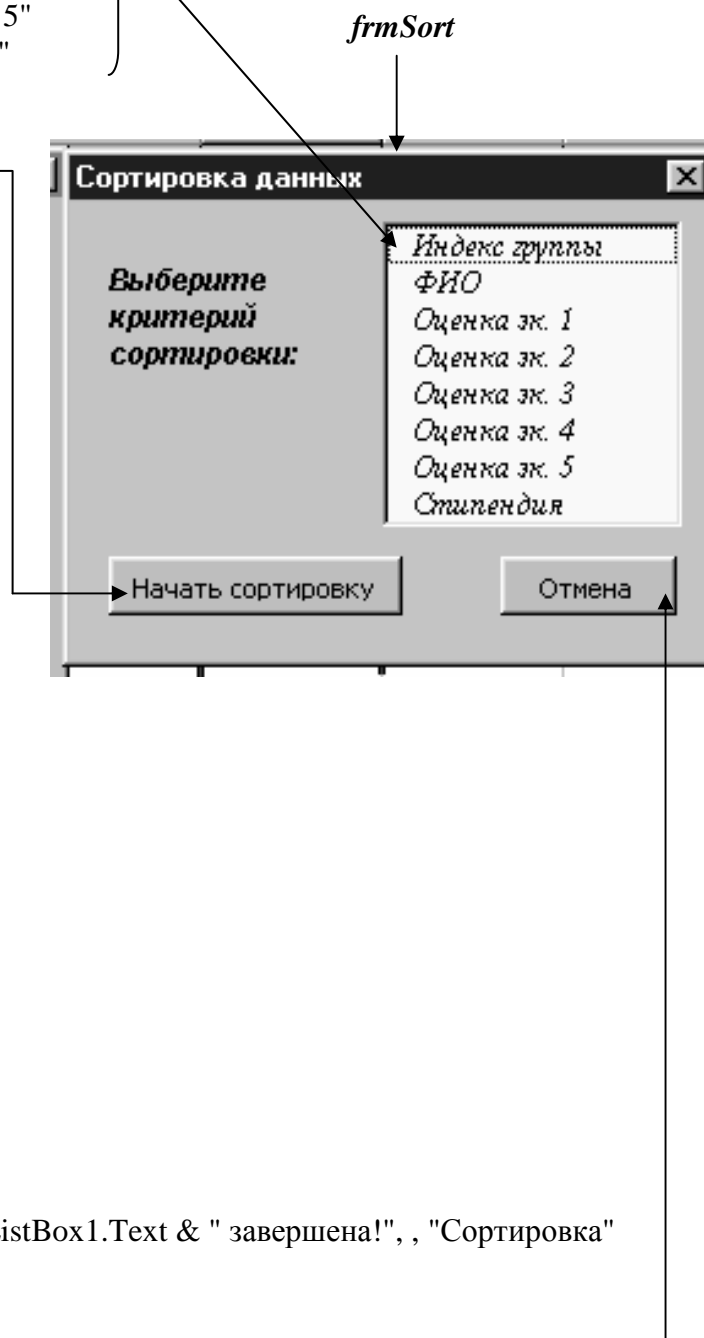 5"
"
frmSort
Сортировка данных
Выберите
критерий
сортировки:
Индекс группы
ФИО
Оценка эк. 1
Оценка эк. 2
Оценка эк. 3
Оценка эк. 4
Оценка эк. 5
Стипендия
Начать сортировку
Отмена
istBox1.Text & " завершена!", , "Сортировка"